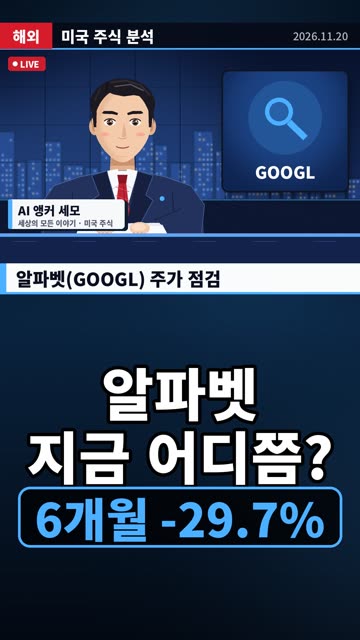 해외 미국 주식 분석 2026.11.20
LIVE
GOOGL
AI 앵커 세모
세상의 모든 이야기 · 미국 주식
알파벳(GOOGL) 주가 점검
알파벳
지금 어디쯤?
6개월 -29.7%